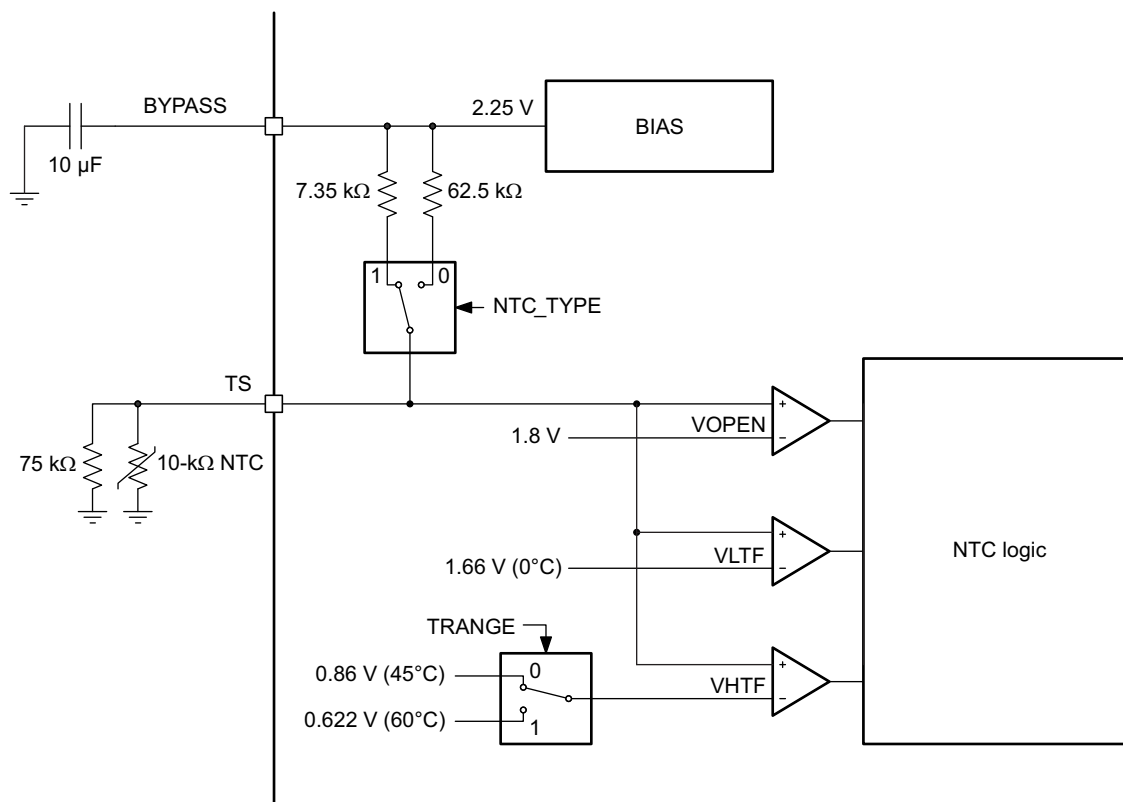 BYPASS
2.25 V
BIAS
10 µF
7.35 kΩ
62.5 kΩ
1
0
NTC_TYPE
TS
+
VOPEN
1.8 V
−
75 kΩ
10-kΩ NTC
+
VLTF
1.66 V (0°C)
−
NTC logic
TRANGE
0.86 V (45°C)
0
+
VHTF
−
0.622 V (60°C)
1